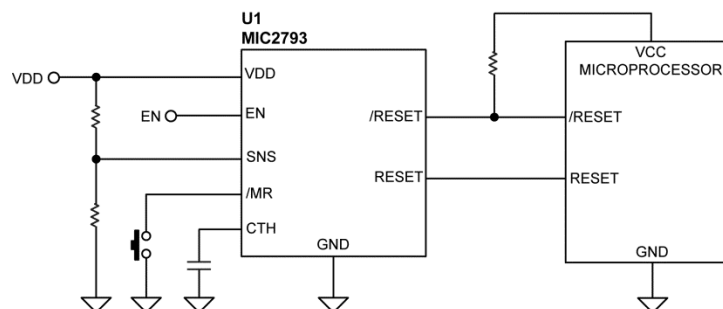 U1
MIC2793
VDD
VDD
EN
EN
SNS
/MR
CTH
GND
/RESET
RESET
VCC
MICROPROCESSOR
/RESET
RESET
GND